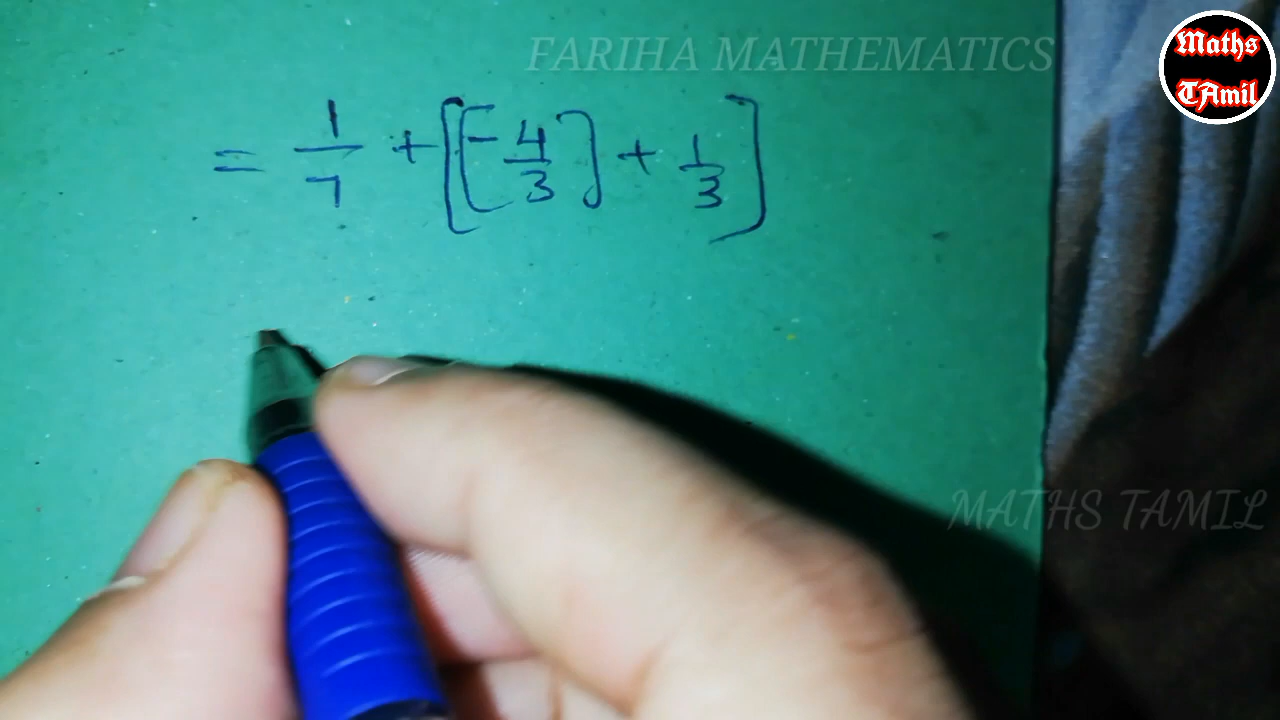 FARIHA MATHEMATICS
Maths
TAmil
= 1/7 + [[-4/3] + 1/3]
MATHS TAMIL